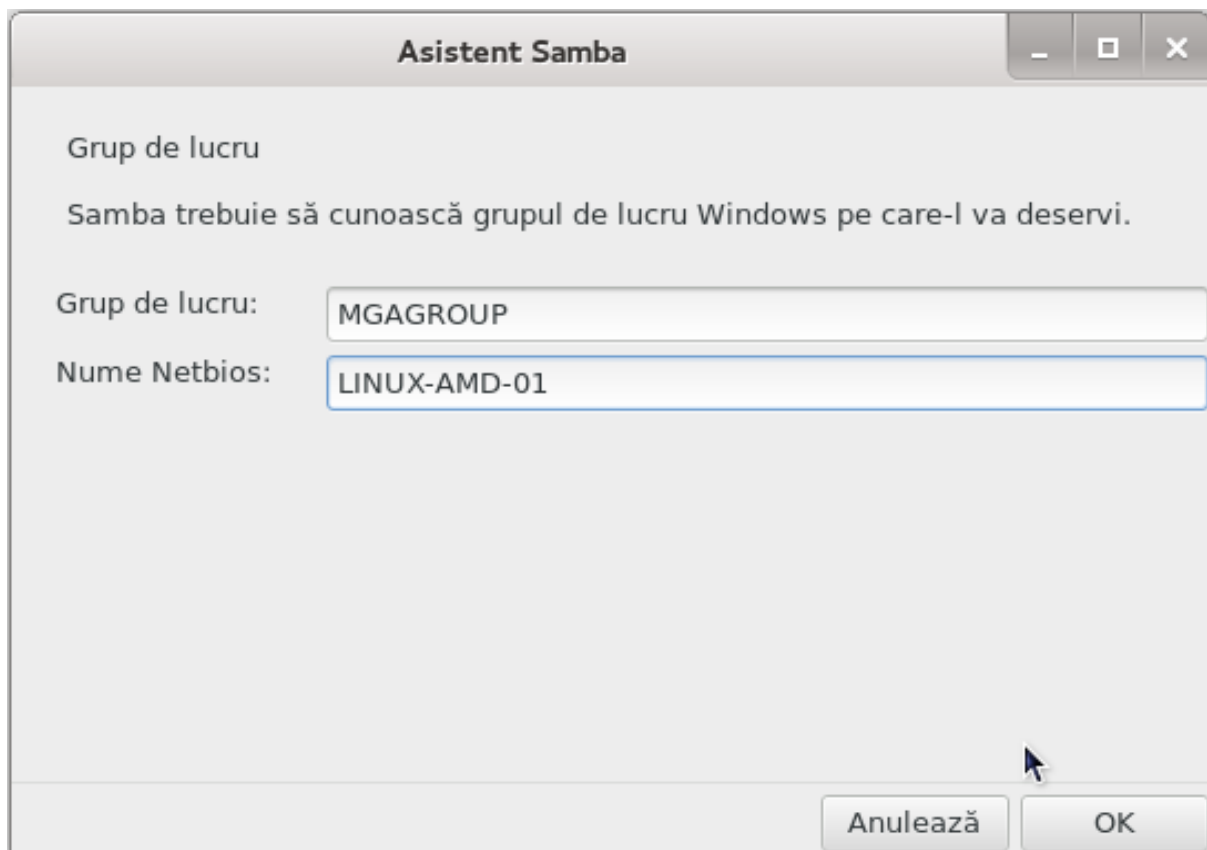 Asistent Samba
Grup de lucru
Samba trebuie să cunoască grupul de lucru Windows pe care-l va deservi.
Grup de lucru: MGAGROUP
Nume Netbios: LINUX-AMD-01
Anulează OK